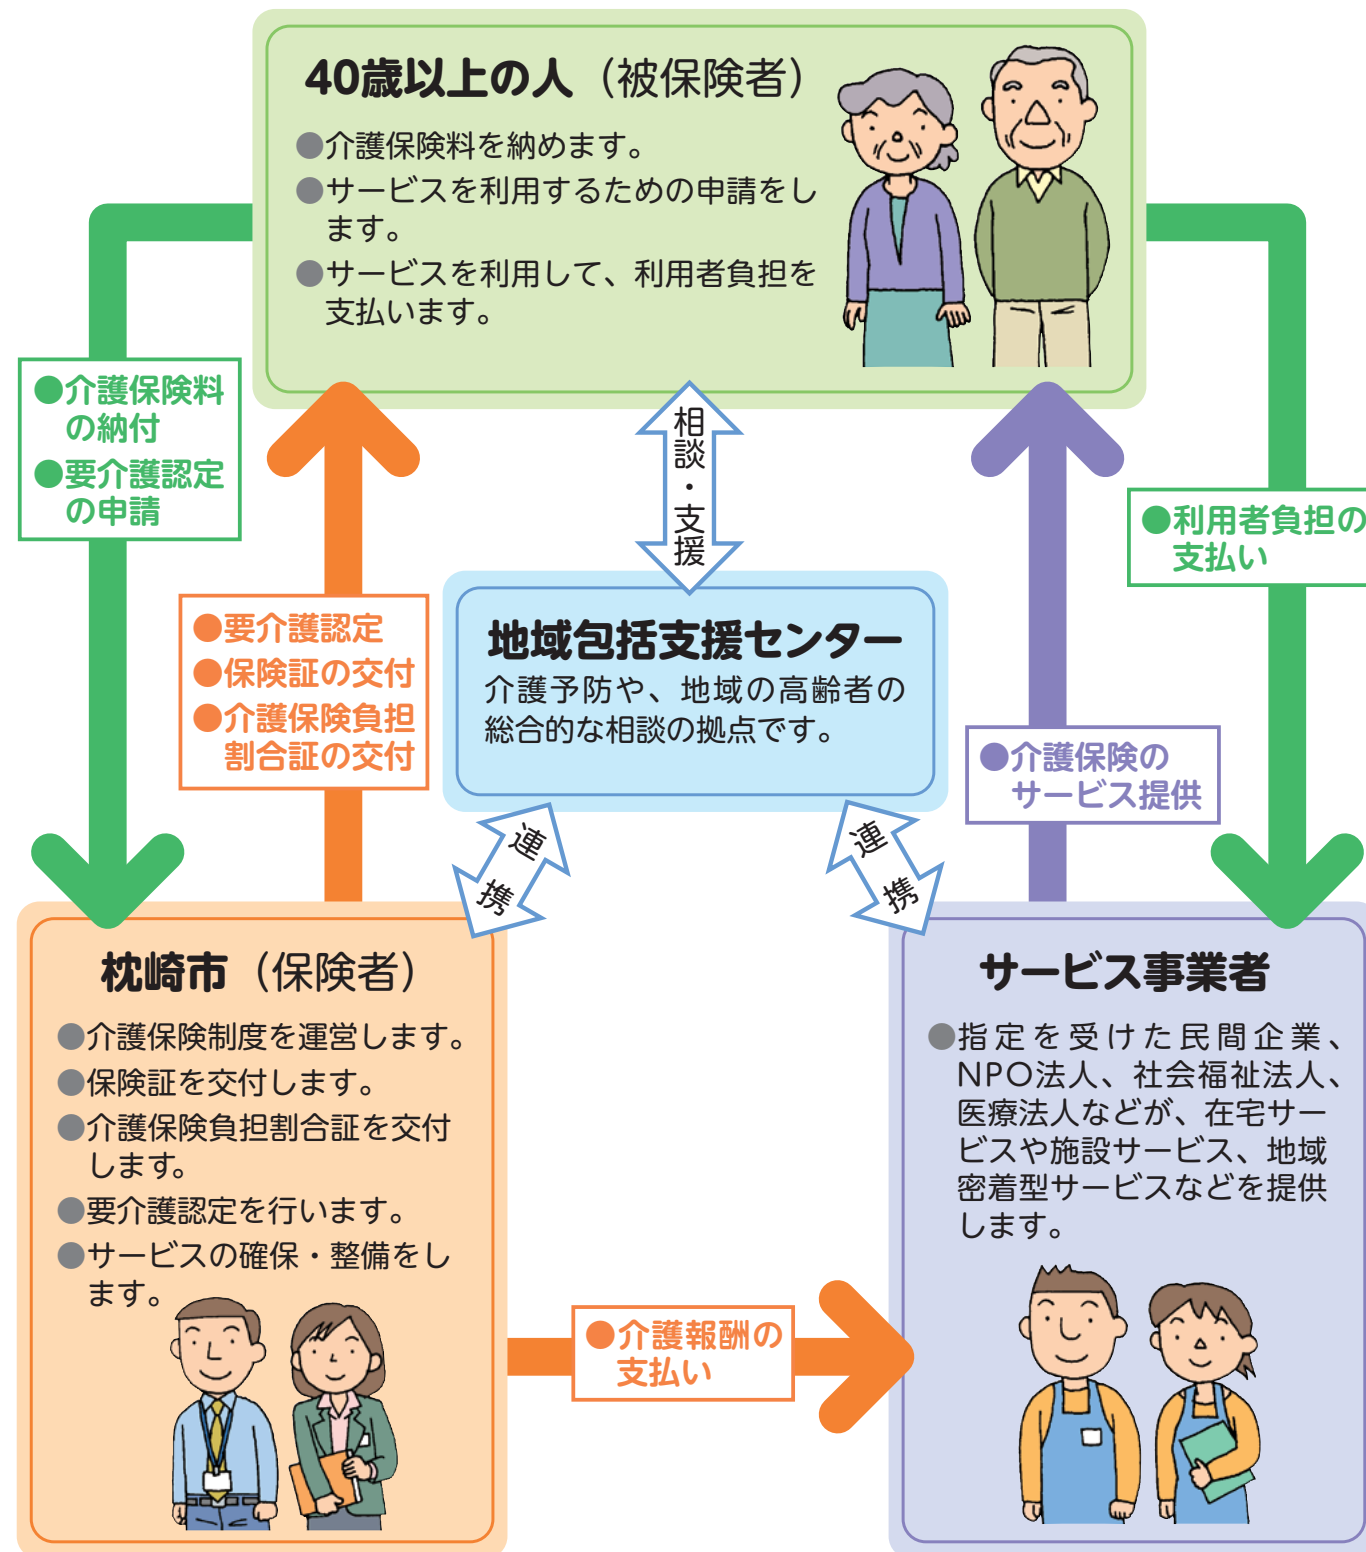 40歳以上の人（被保険者）
●介護保険料を納めます。
●サービスを利用するための申請をし
ます。
●サービスを利用して、利用者負担を
支払います。
●介護保険料
の納付
●要介護認定
の申請
●要介護認定
●保険証の交付
●介護保険負担
割合証の交付
相談・支援
●利用者負担の
支払い
●介護保険の
サービス提供
地域包括支援センター
介護予防や、地域の高齢者の
総合的な相談の拠点です。
連携
連携
枕崎市（保険者）
●介護保険制度を運営します。
●保険証を交付します。
●介護保険負担割合証を交付
します。
●要介護認定を行います。
●サービスの確保・整備をし
ます。
●介護報酬の
支払い
サービス事業者
●指定を受けた民間企業、
NPO法人、社会福祉法人、
医療法人などが、在宅サー
ビスや施設サービス、地域
密着型サービスなどを提供
します。